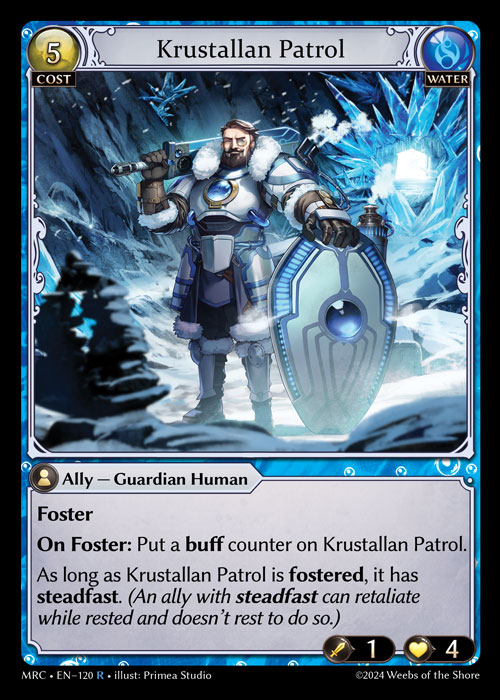 5
Krustallan Patrol
COST
WATER
Ally — Guardian Human
Foster
On Foster: Put a buff counter on Krustallan Patrol.
As long as Krustallan Patrol is fostered, it has
steadfast. (An ally with steadfast can retaliate
while rested and doesn't rest to do so.)
1
4
MRC • EN–120 R • illust: Primea Studio
©2024 Weebs of the Shore